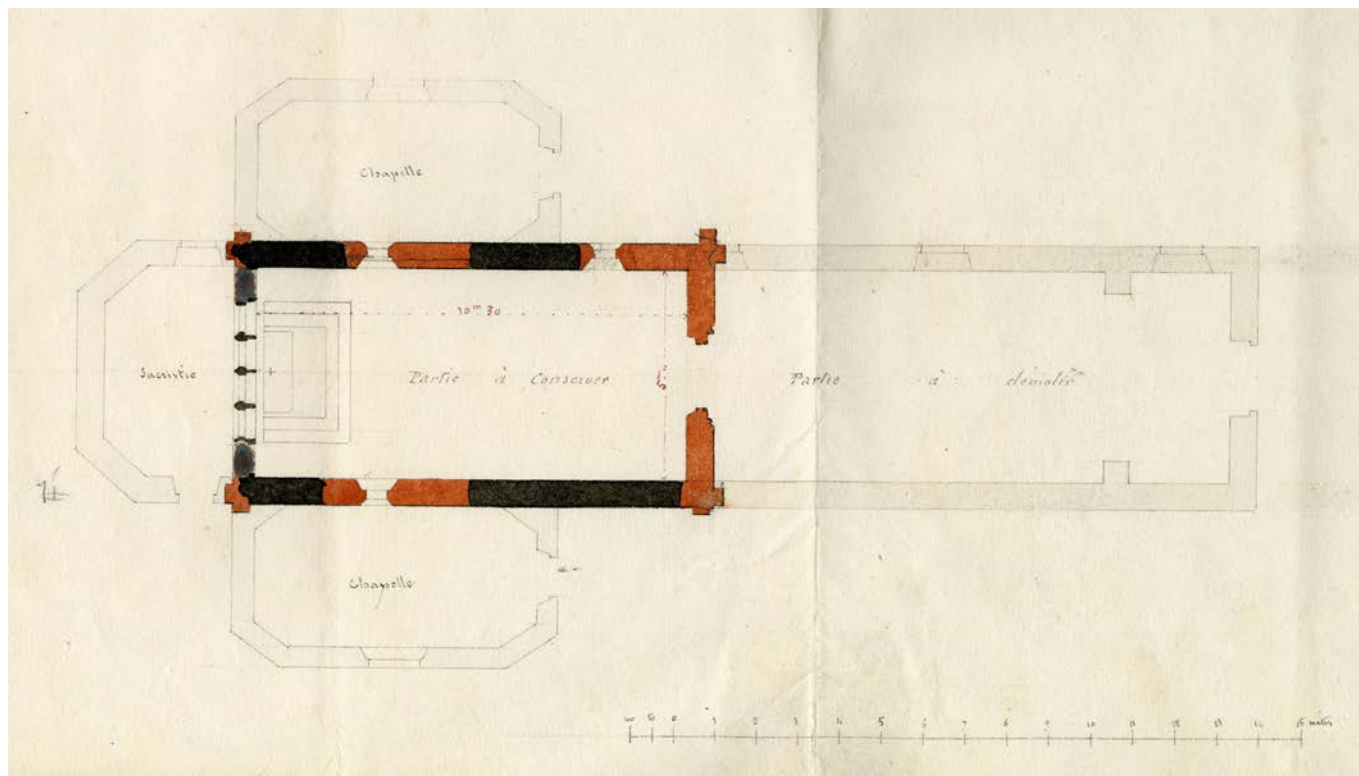 Chapelle
10m 30
Sacristie
Partie à Conserver
Partie à démolir
Chapelle
0 1 2 3 4 5 6 7 8 9 10 11 12 13 14 15 mètres